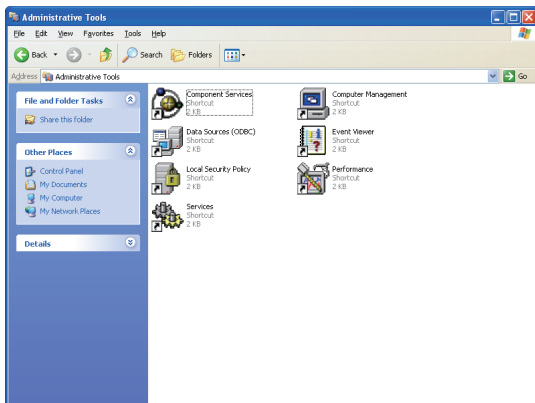 Administrative Tools
File Edit View Favorites Tools Help
Back Search Folders
Address Administrative Tools Go
File and Folder Tasks
Share this folder
Other Places
Control Panel
My Documents
My Computer
My Network Places
Details
Component Services
Shortcut
2 KB
Computer Management
Shortcut
2 KB
Data Sources (ODBC)
Shortcut
2 KB
Event Viewer
Shortcut
2 KB
Local Security Policy
Shortcut
2 KB
Performance
Shortcut
2 KB
Services
Shortcut
2 KB